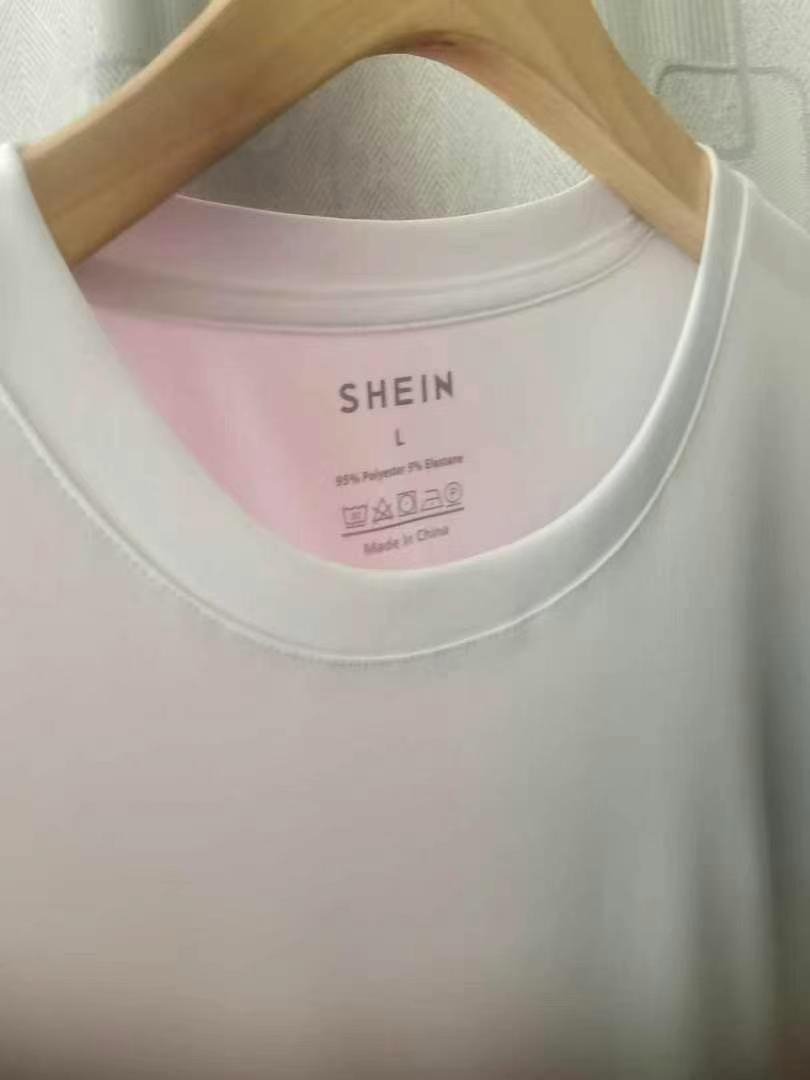 SHEIN
L
95% Polyester 5% Elastane
Made In China